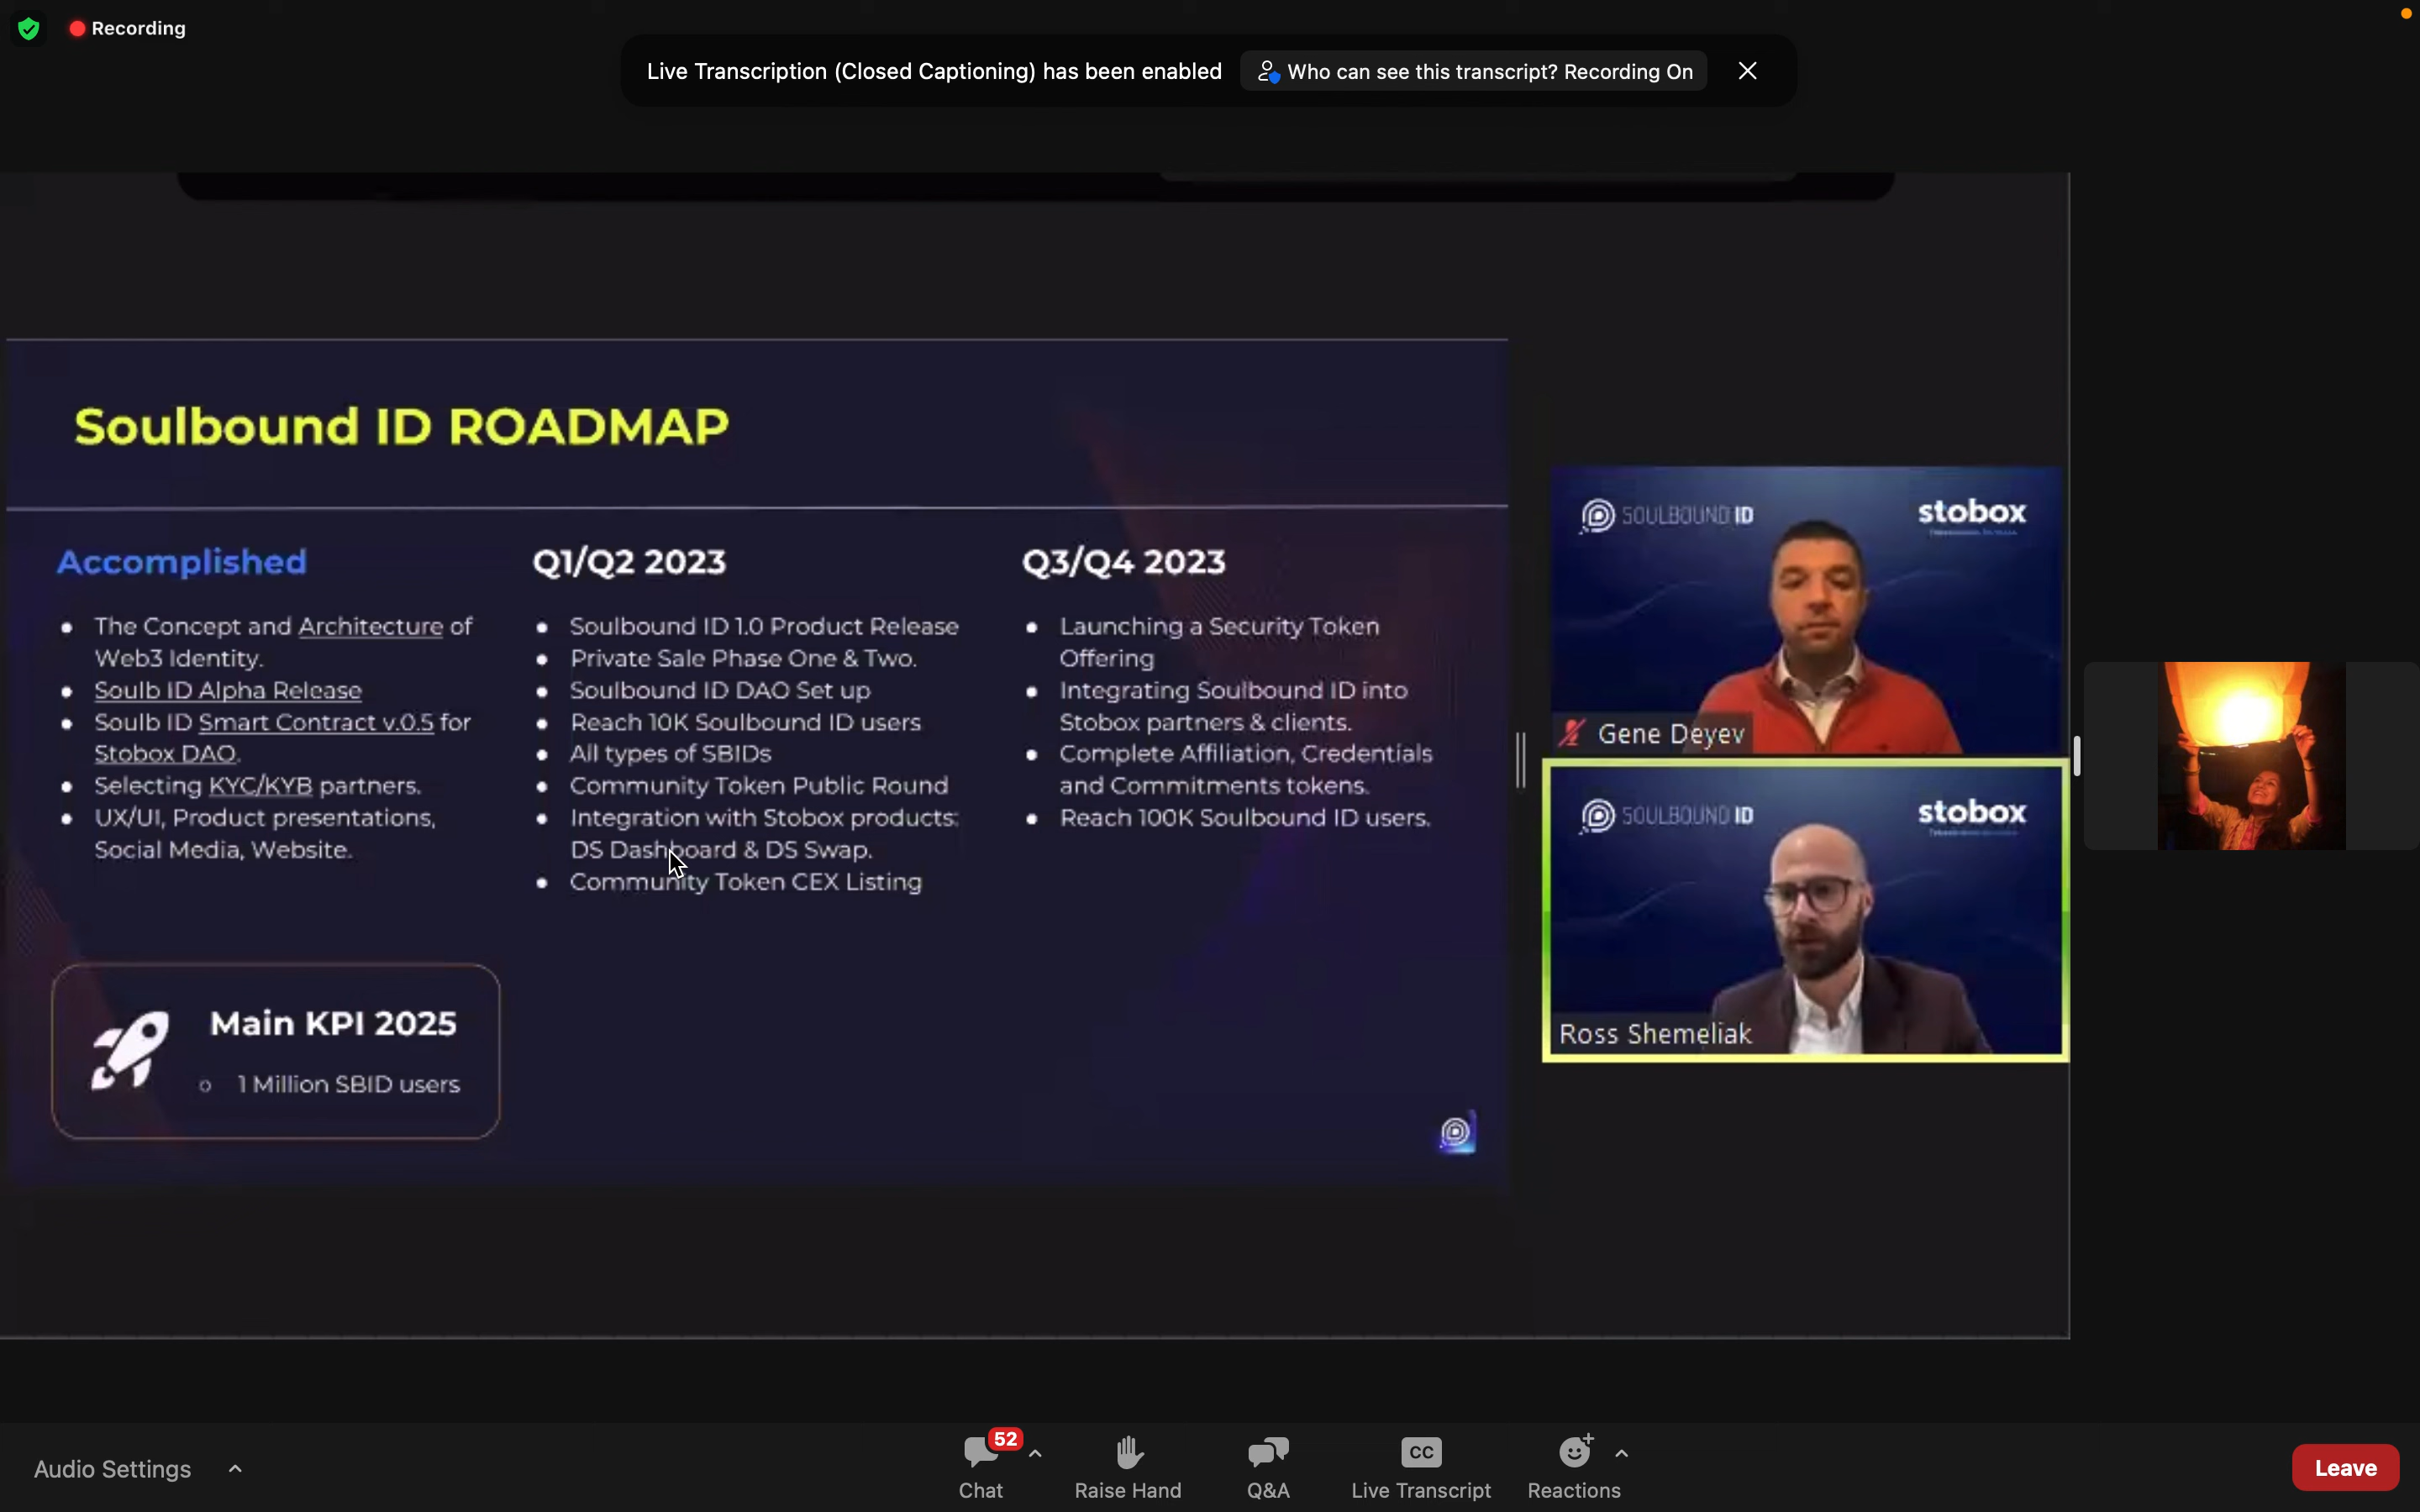 Recording
Live Transcription (Closed Captioning) has been enabled
Who can see this transcript? Recording On
Soulbound ID ROADMAP
Accomplished
The Concept and Architecture of
Web3 Identity.
Soulb ID Alpha Release
Soulb ID Smart Contract v.0.5 for
Stobox DAO.
Selecting KYC/KYB partners.
UX/UI, Product presentations,
Social Media, Website.
Q1/Q2 2023
Soulbound ID 1.0 Product Release
Private Sale Phase One & Two.
Soulbound ID DAO Set up
Reach 10K Soulbound ID users
All types of SBIDs
Community Token Public Round
Integration with Stobox products:
DS Dashboard & DS Swap.
Community Token CEX Listing
Q3/Q4 2023
Launching a Security Token
Offering
Integrating Soulbound ID into
Stobox partners & clients.
Complete Affiliation, Credentials
and Commitments tokens.
Reach 100K Soulbound ID users.
Main KPI 2025
1 Million SBID users
SOULBOUND ID
stobox
Gene Deyev
SOULBOUND ID
stobox
Ross Shemeliak
Audio Settings
52
Chat
Raise Hand
Q&A
CC
Live Transcript
Reactions
Leave